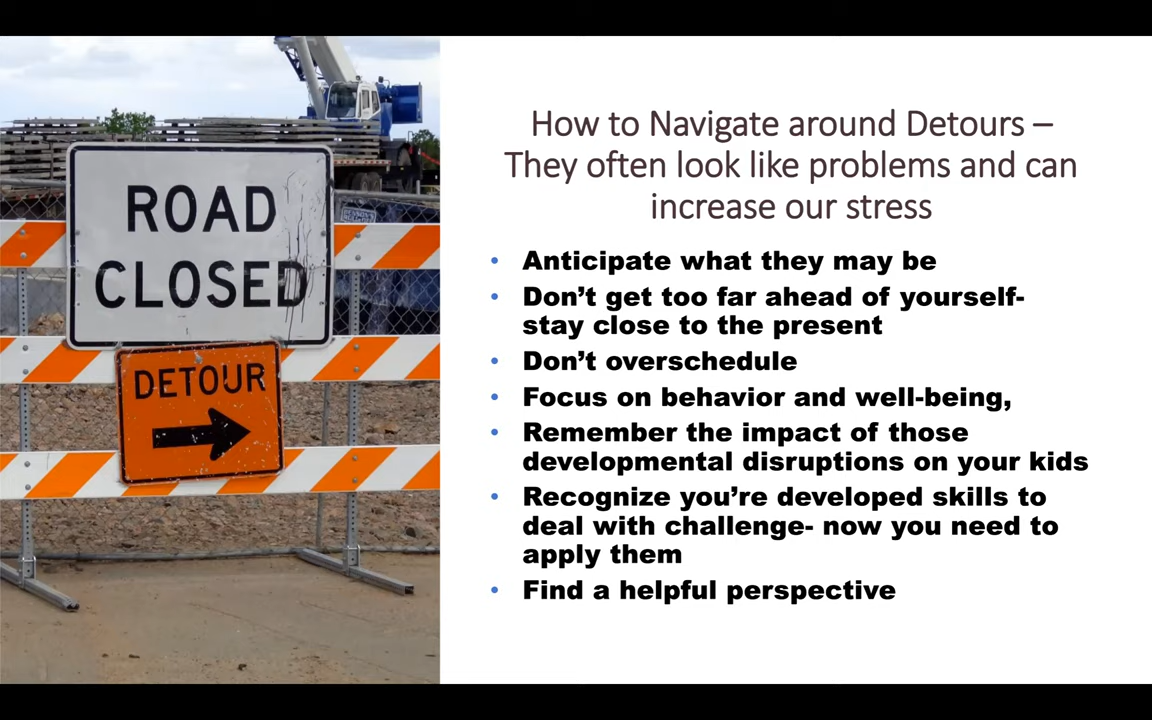 ROAD
CLOSED
DETOUR
How to Navigate around Detours –
They often look like problems and can
increase our stress
• Anticipate what they may be
• Don’t get too far ahead of yourself-
stay close to the present
• Don’t overschedule
• Focus on behavior and well-being,
• Remember the impact of those
developmental disruptions on your kids
• Recognize you’re developed skills to
deal with challenge- now you need to
apply them
• Find a helpful perspective